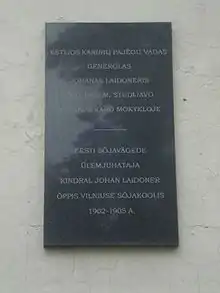 ESTIJOS KARINIŲ PAJĖGŲ VADAS
GENEROLAS
JOHANAS LAIDONERIS
M. STUDIJAVO
MOKYKLOJE
EESTI SÕJAVÄGEDE
ÜLEMJUHATAJA
KINDRAL JOHAN LAIDONER
ÕPPIS VILNIUSE SÕJAKOOLIS
1902-1905 A.